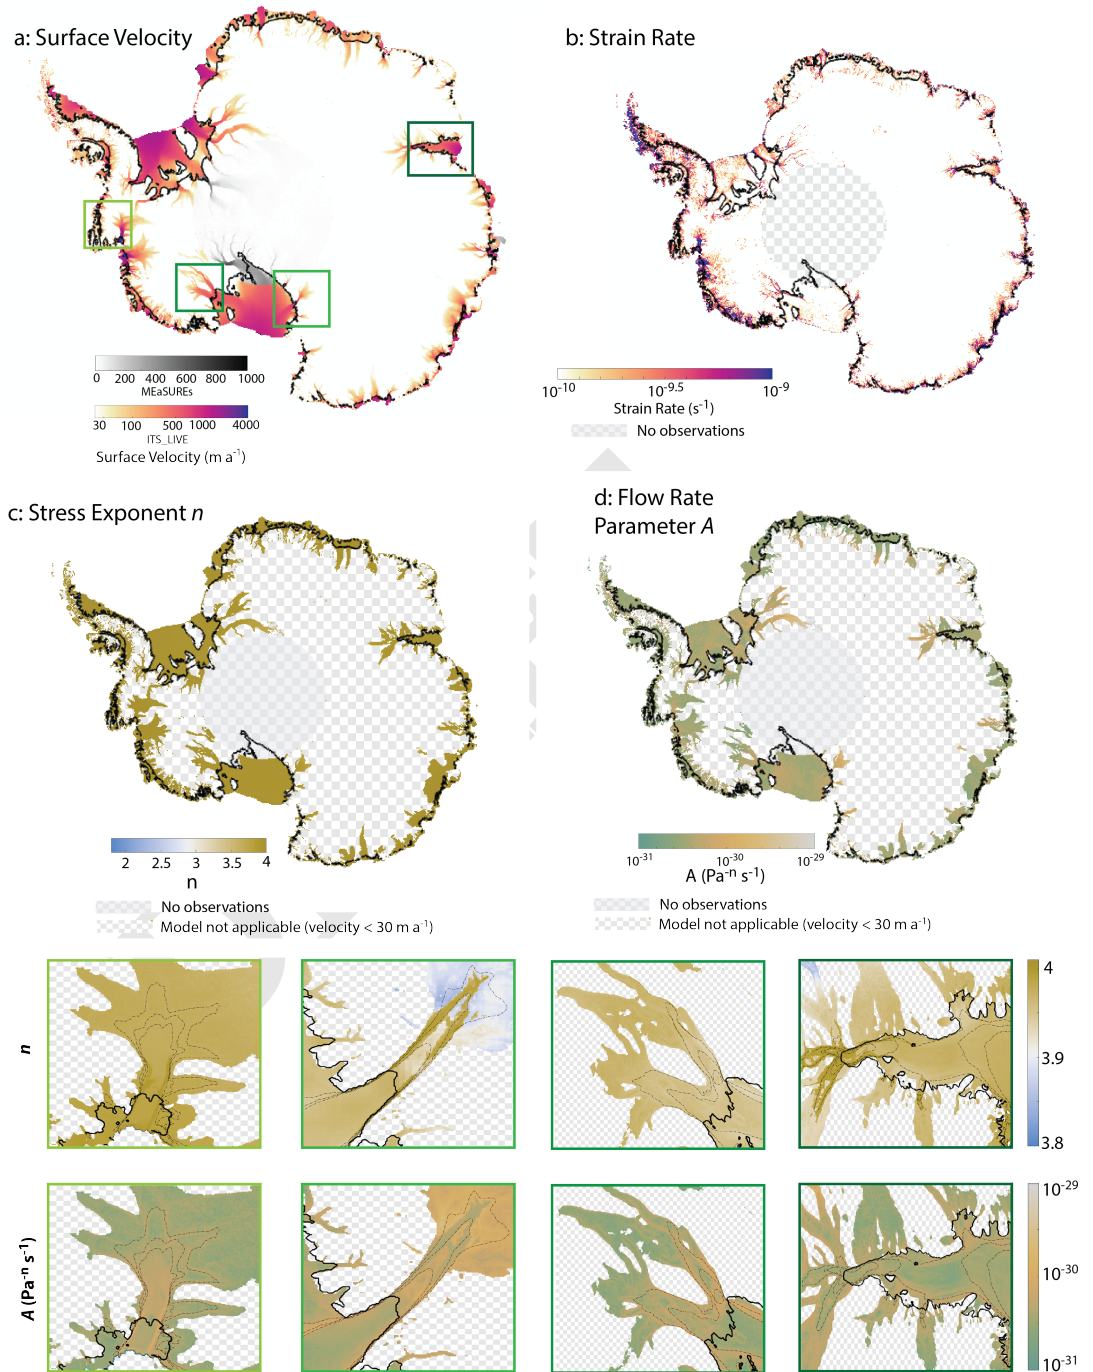 a: Surface Velocity
b: Strain Rate
0 200 400 600 800 1000
MEaSUREs
30 100 500 1000 4000
ITS_LIVE
Surface Velocity (m a⁻¹)
10⁻¹⁰ 10⁻⁹·⁵ 10⁻⁹
Strain Rate (s⁻¹)
No observations
c: Stress Exponent n
d: Flow Rate
Parameter A
2 2.5 3 3.5 4
n
No observations
Model not applicable (velocity < 30 m a⁻¹)
10⁻³¹ 10⁻³⁰ 10⁻²⁹
A (Pa⁻ⁿ s⁻¹)
No observations
Model not applicable (velocity < 30 m a⁻¹)
n
4
3.9
3.8
A (Pa⁻ⁿ s⁻¹)
10⁻²⁹
10⁻³⁰
10⁻³¹